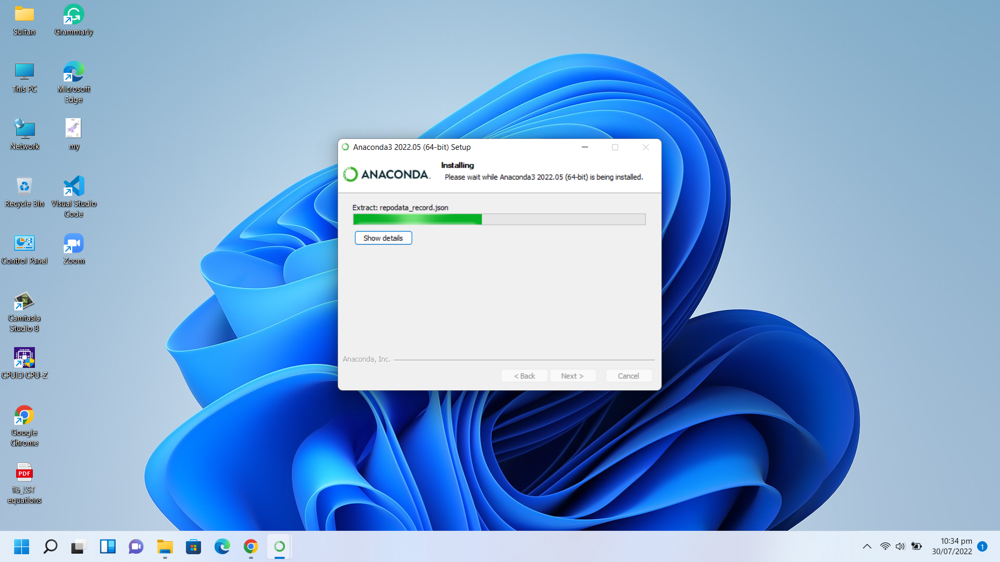 Sultan
Grammarly
This PC
Microsoft
Edge
Network
my
Recycle Bin
Visual Studio
Code
Control Panel
Zoom
Camtasia
Studio 8
CPUID CPU-Z
Google
Chrome
PDF
15_LST
equations
Anaconda3 2022.05 (64-bit) Setup
ANACONDA.
Installing
Please wait while Anaconda3 2022.05 (64-bit) is being installed.
Extract: repodata_record.json
Show details
Anaconda, Inc.
< Back
Next >
Cancel
10:34 pm
30/07/2022
1